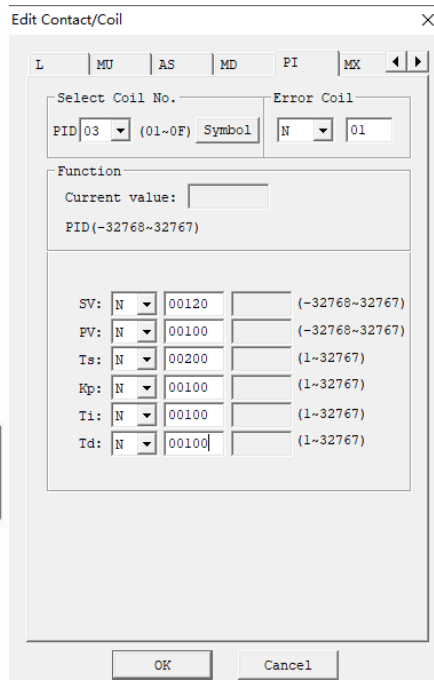 Edit Contact/Coil
L MU AS MD PI MX
Select Coil No. Error Coil
PID 03 (01~0F) Symbol N 01
Function
Current value:
PID(-32768~32767)
SV: N 00120 (-32768~32767)
PV: N 00100 (-32768~32767)
Ts: N 00200 (1~32767)
Kp: N 00100 (1~32767)
Ti: N 00100 (1~32767)
Td: N 00100 (1~32767)
OK Cancel